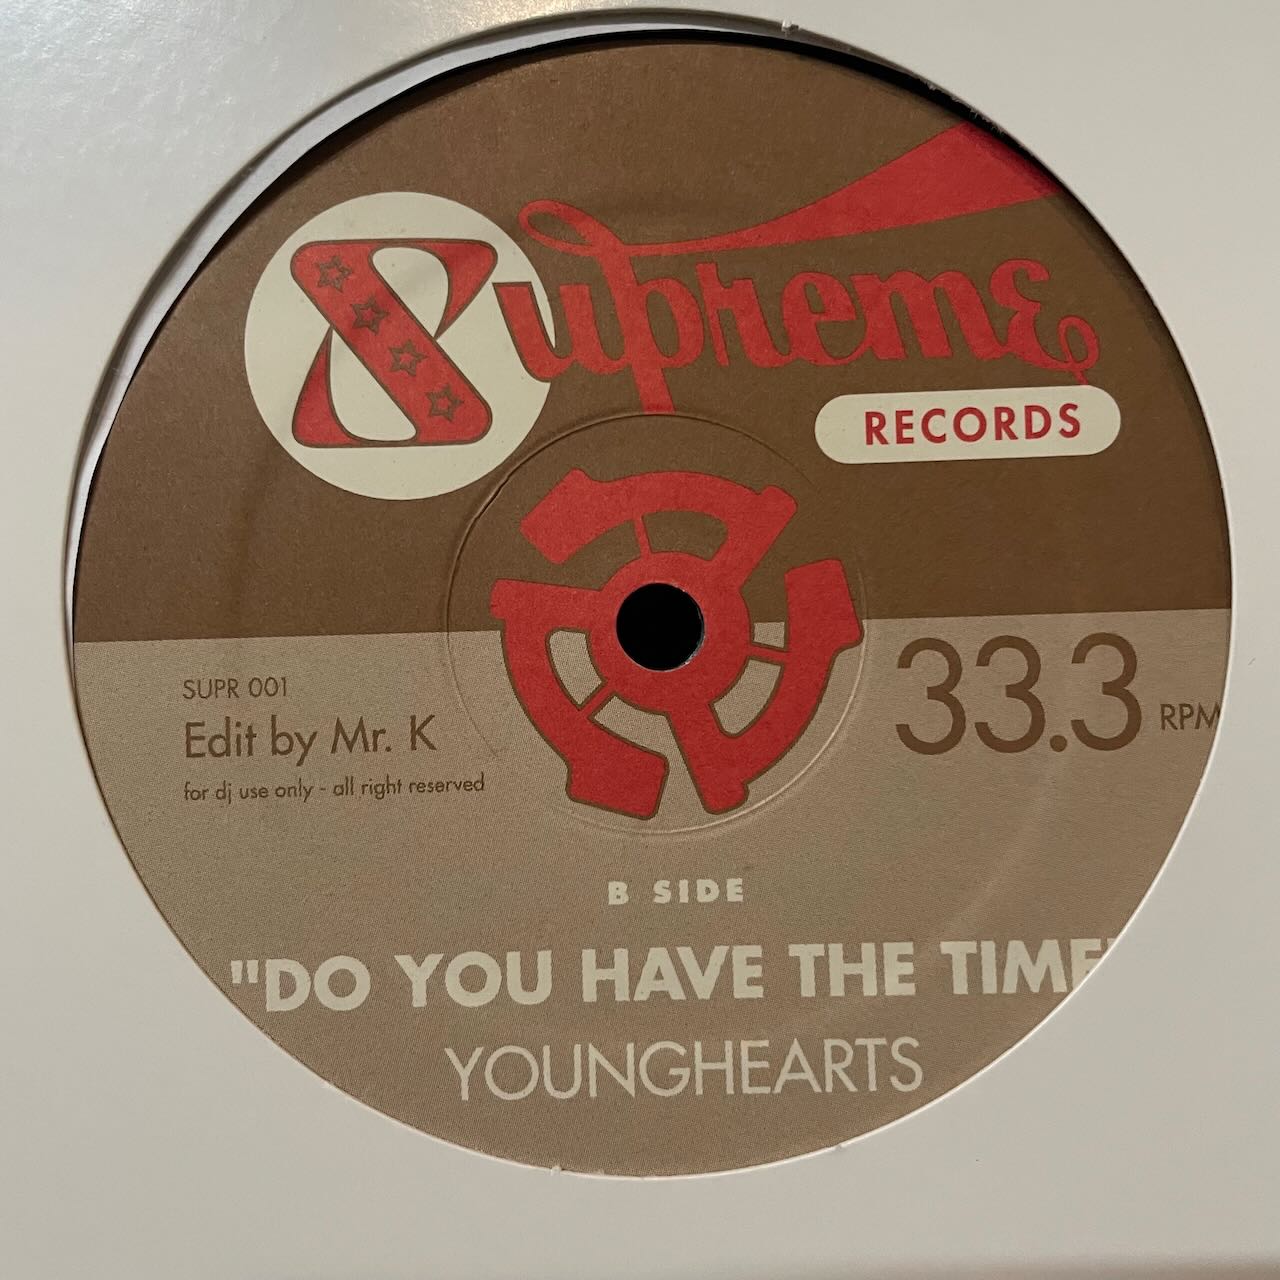 Supreme
RECORDS
33.3 RPM
SUPR 001
Edit by Mr. K
for dj use only - all right reserved
B SIDE
"DO YOU HAVE THE TIME"
YOUNGHEARTS